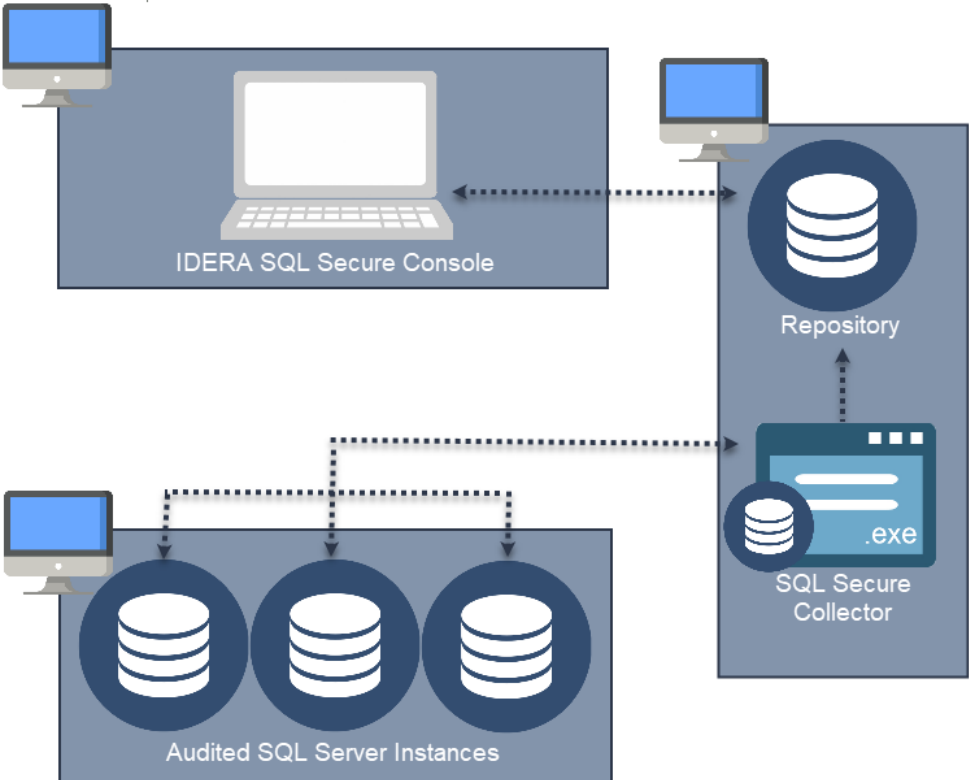 IDERA SQL Secure Console
Repository
.exe
SQL Secure
Collector
Audited SQL Server Instances